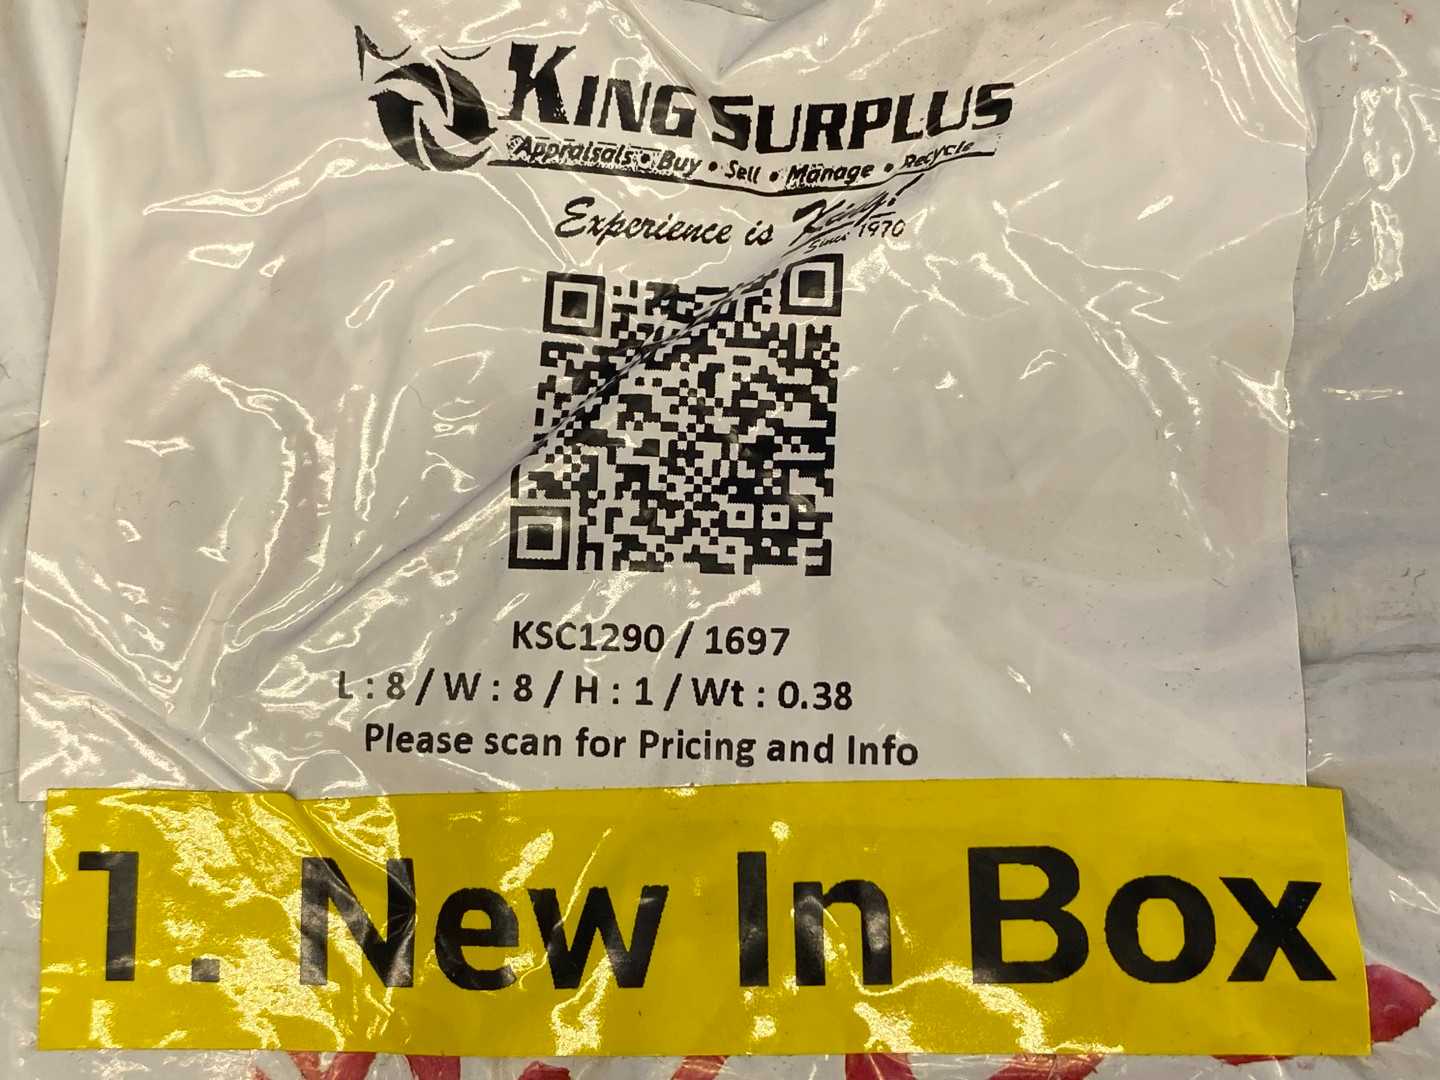 KING SURPLUS
Appraisals • Buy • Sell • Manage • Recycle
Experience is King!
Since 1970
KSC1290 / 1697
L : 8 / W : 8 / H : 1 / Wt : 0.38
Please scan for Pricing and Info
1. New In Box